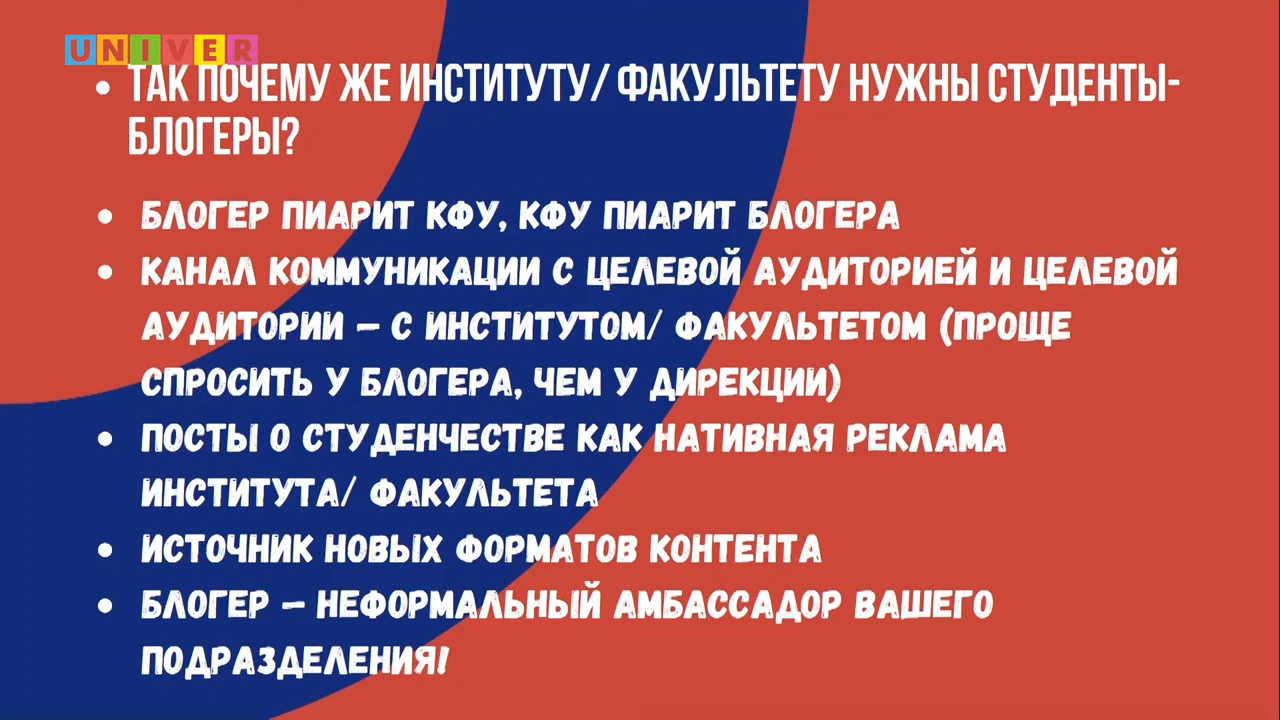 UNIVER
• ТАК ПОЧЕМУ ЖЕ ИНСТИТУТУ/ ФАКУЛЬТЕТУ НУЖНЫ СТУДЕНТЫ-
БЛОГЕРЫ?
• БЛОГЕР ПИАРИТ КФУ, КФУ ПИАРИТ БЛОГЕРА
• КАНАЛ КОММУНИКАЦИИ С ЦЕЛЕВОЙ АУДИТОРИЕЙ И ЦЕЛЕВОЙ
АУДИТОРИИ – С ИНСТИТУТОМ/ ФАКУЛЬТЕТОМ (ПРОЩЕ
СПРОСИТЬ У БЛОГЕРА, ЧЕМ У ДИРЕКЦИИ)
• ПОСТЫ О СТУДЕНЧЕСТВЕ КАК НАТИВНАЯ РЕКЛАМА
ИНСТИТУТА/ ФАКУЛЬТЕТА
• ИСТОЧНИК НОВЫХ ФОРМАТОВ КОНТЕНТА
• БЛОГЕР – НЕФОРМАЛЬНЫЙ АМБАССАДОР ВАШЕГО
ПОДРАЗДЕЛЕНИЯ!